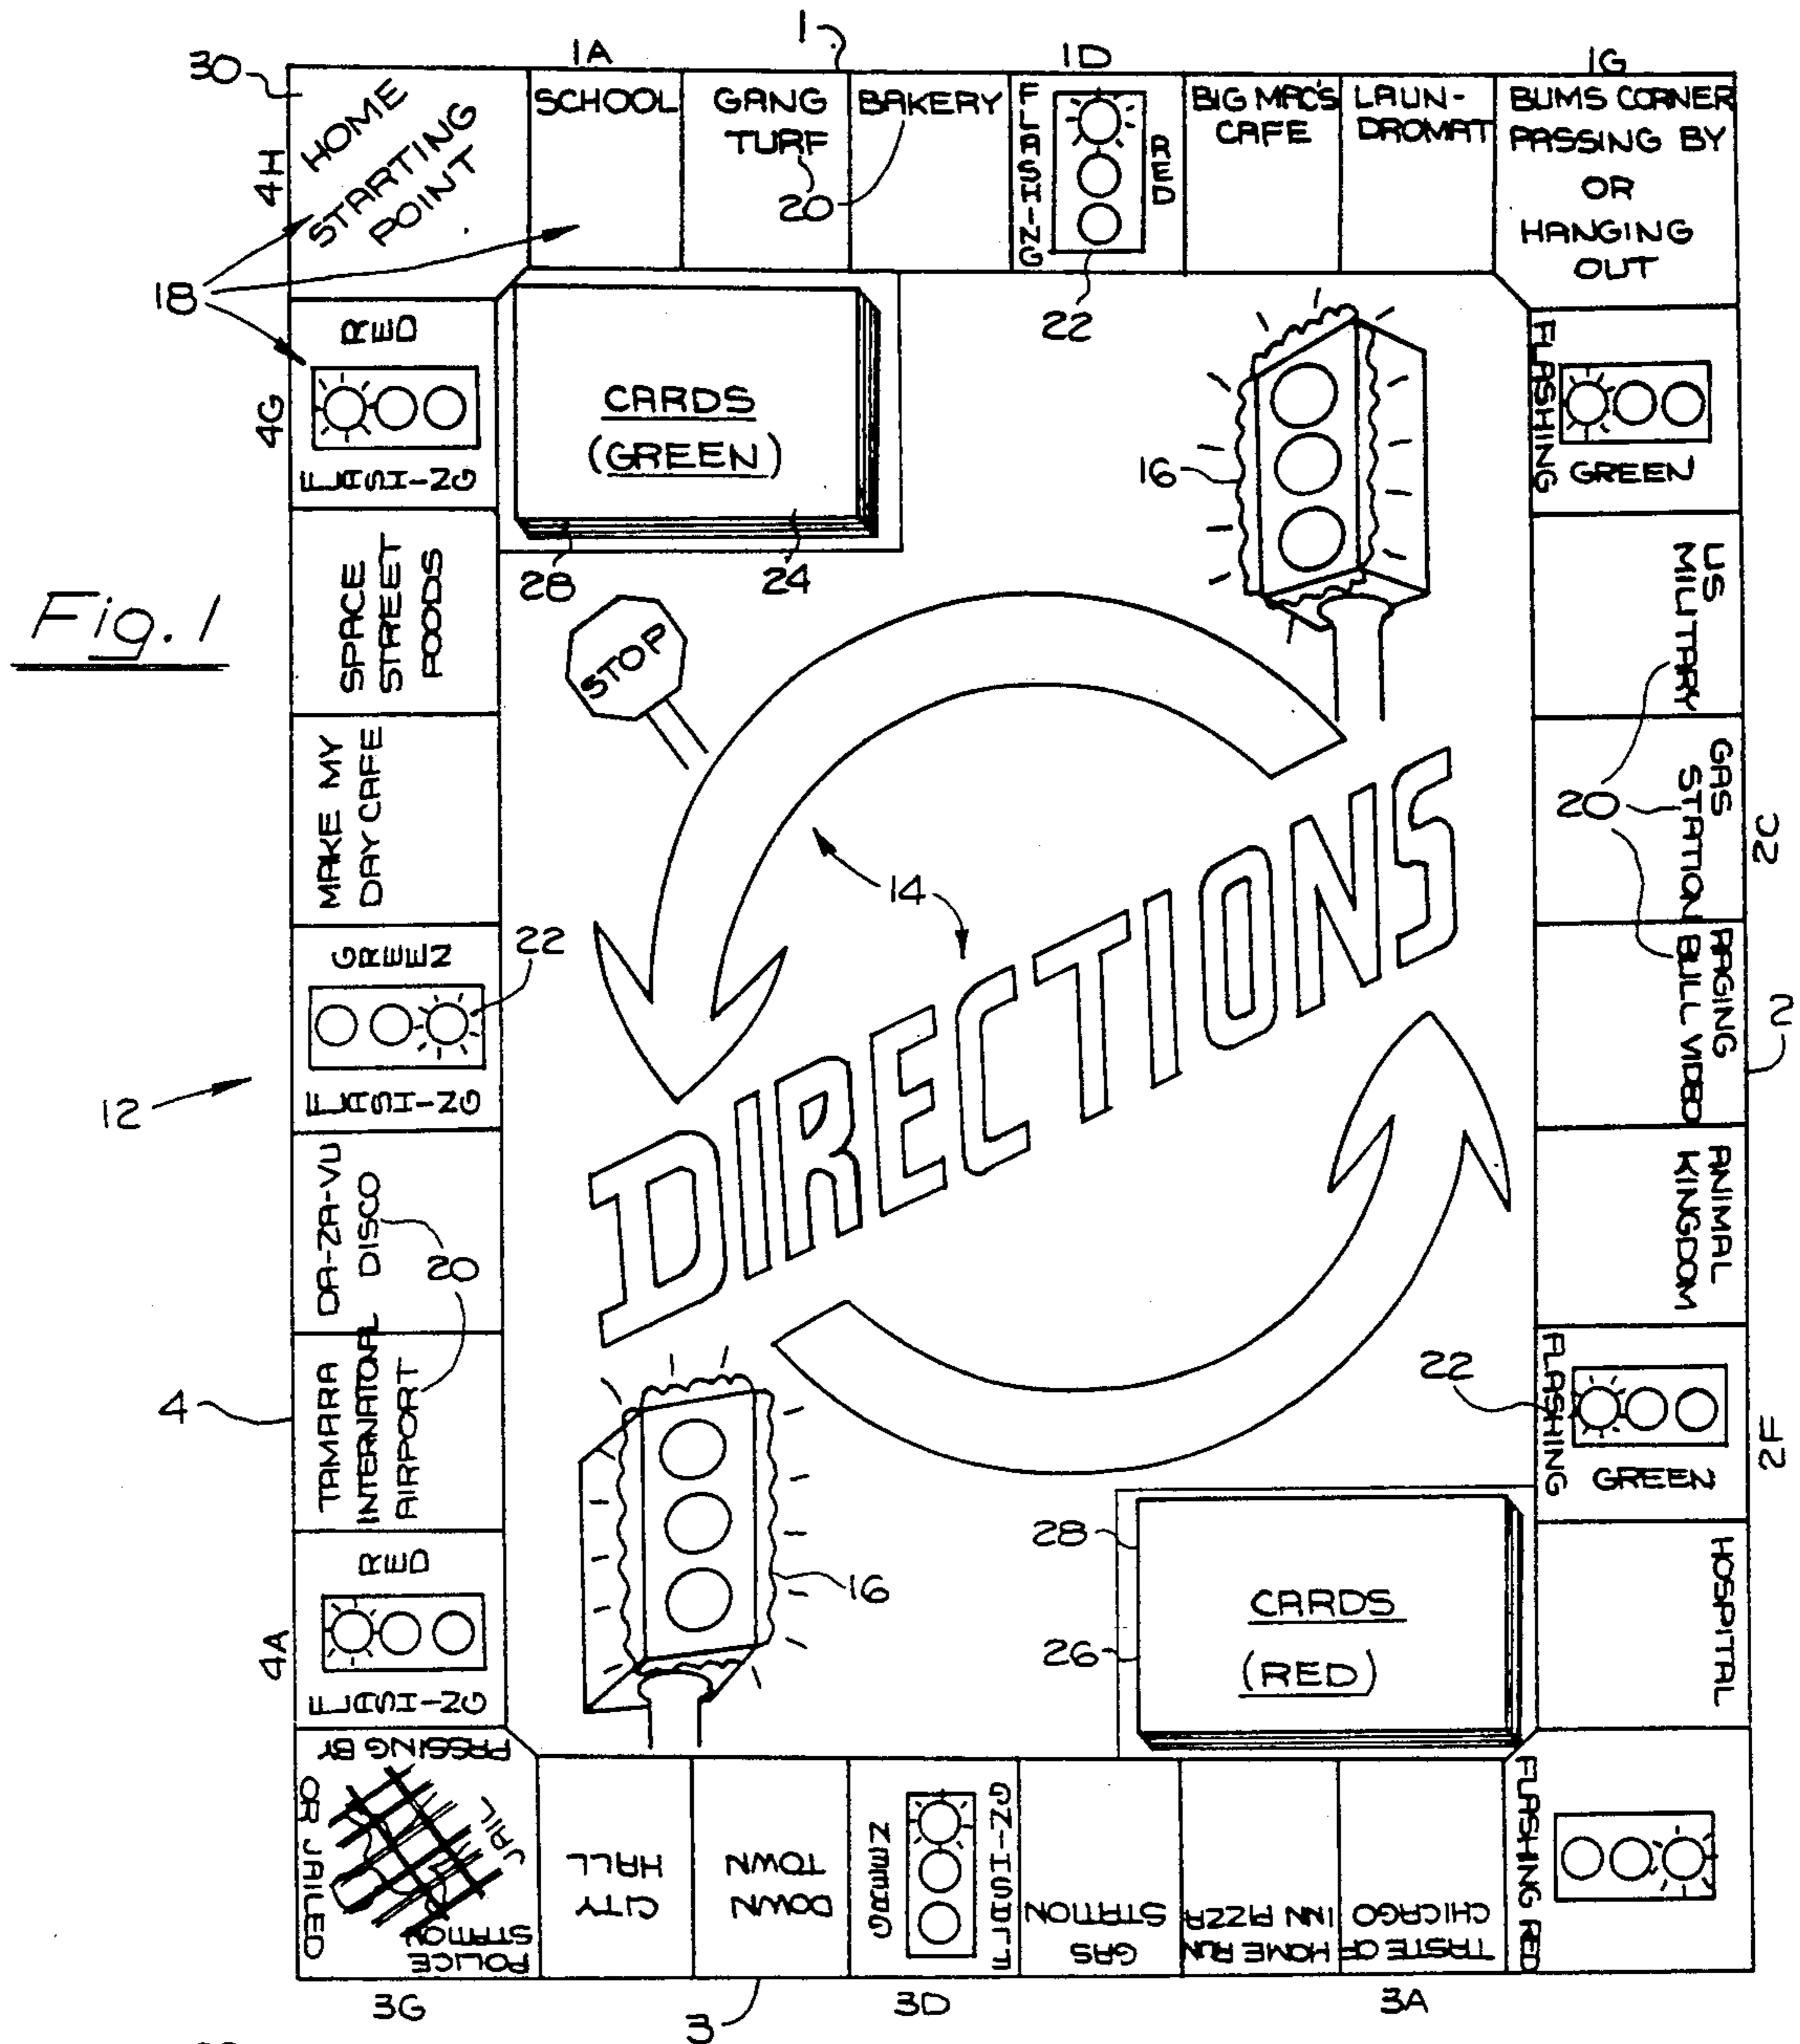 Fig. 1
30
1A
1
1D
1G
4H
HOME
STARTING
POINT
SCHOOL
GANG
TURF
20
BAKERY
FLASHING
RED
22
BIG MAC'S
CAFE
LAUN-
DROMAT
BUMS CORNER
PASSING BY
OR
HANGING
OUT
18
4G
RED
FLASHING
CARDS
(GREEN)
28
24
16
FLASHING
GREEN
SPACE
STREET
FOODS
STOP
US
MILITARY
MAKE MY
DAY CAFE
GAS
STATION
20
2C
14
DIRECTIONS
GREEN
FLASHING
22
RAGING
BULL VIDEO
2
12
DA-ZA-VU
DISCO
20
ANIMAL
KINGDOM
4
TAMARA
INTERNATIONAL
AIRPORT
22
FLASHING
GREEN
2F
RED
FLASHING
4A
16
28
26
CARDS
(RED)
HOSPITAL
PASSING BY
OR JAILED
JAIL
POLICE
STATION
CITY
HALL
DOWN
TOWN
FLASHING
GREEN
GAS
STATION
HOME RUN
INN PIZZA
TASTE OF
CHICAGO
FLASHING RED
3G
3
3D
3A